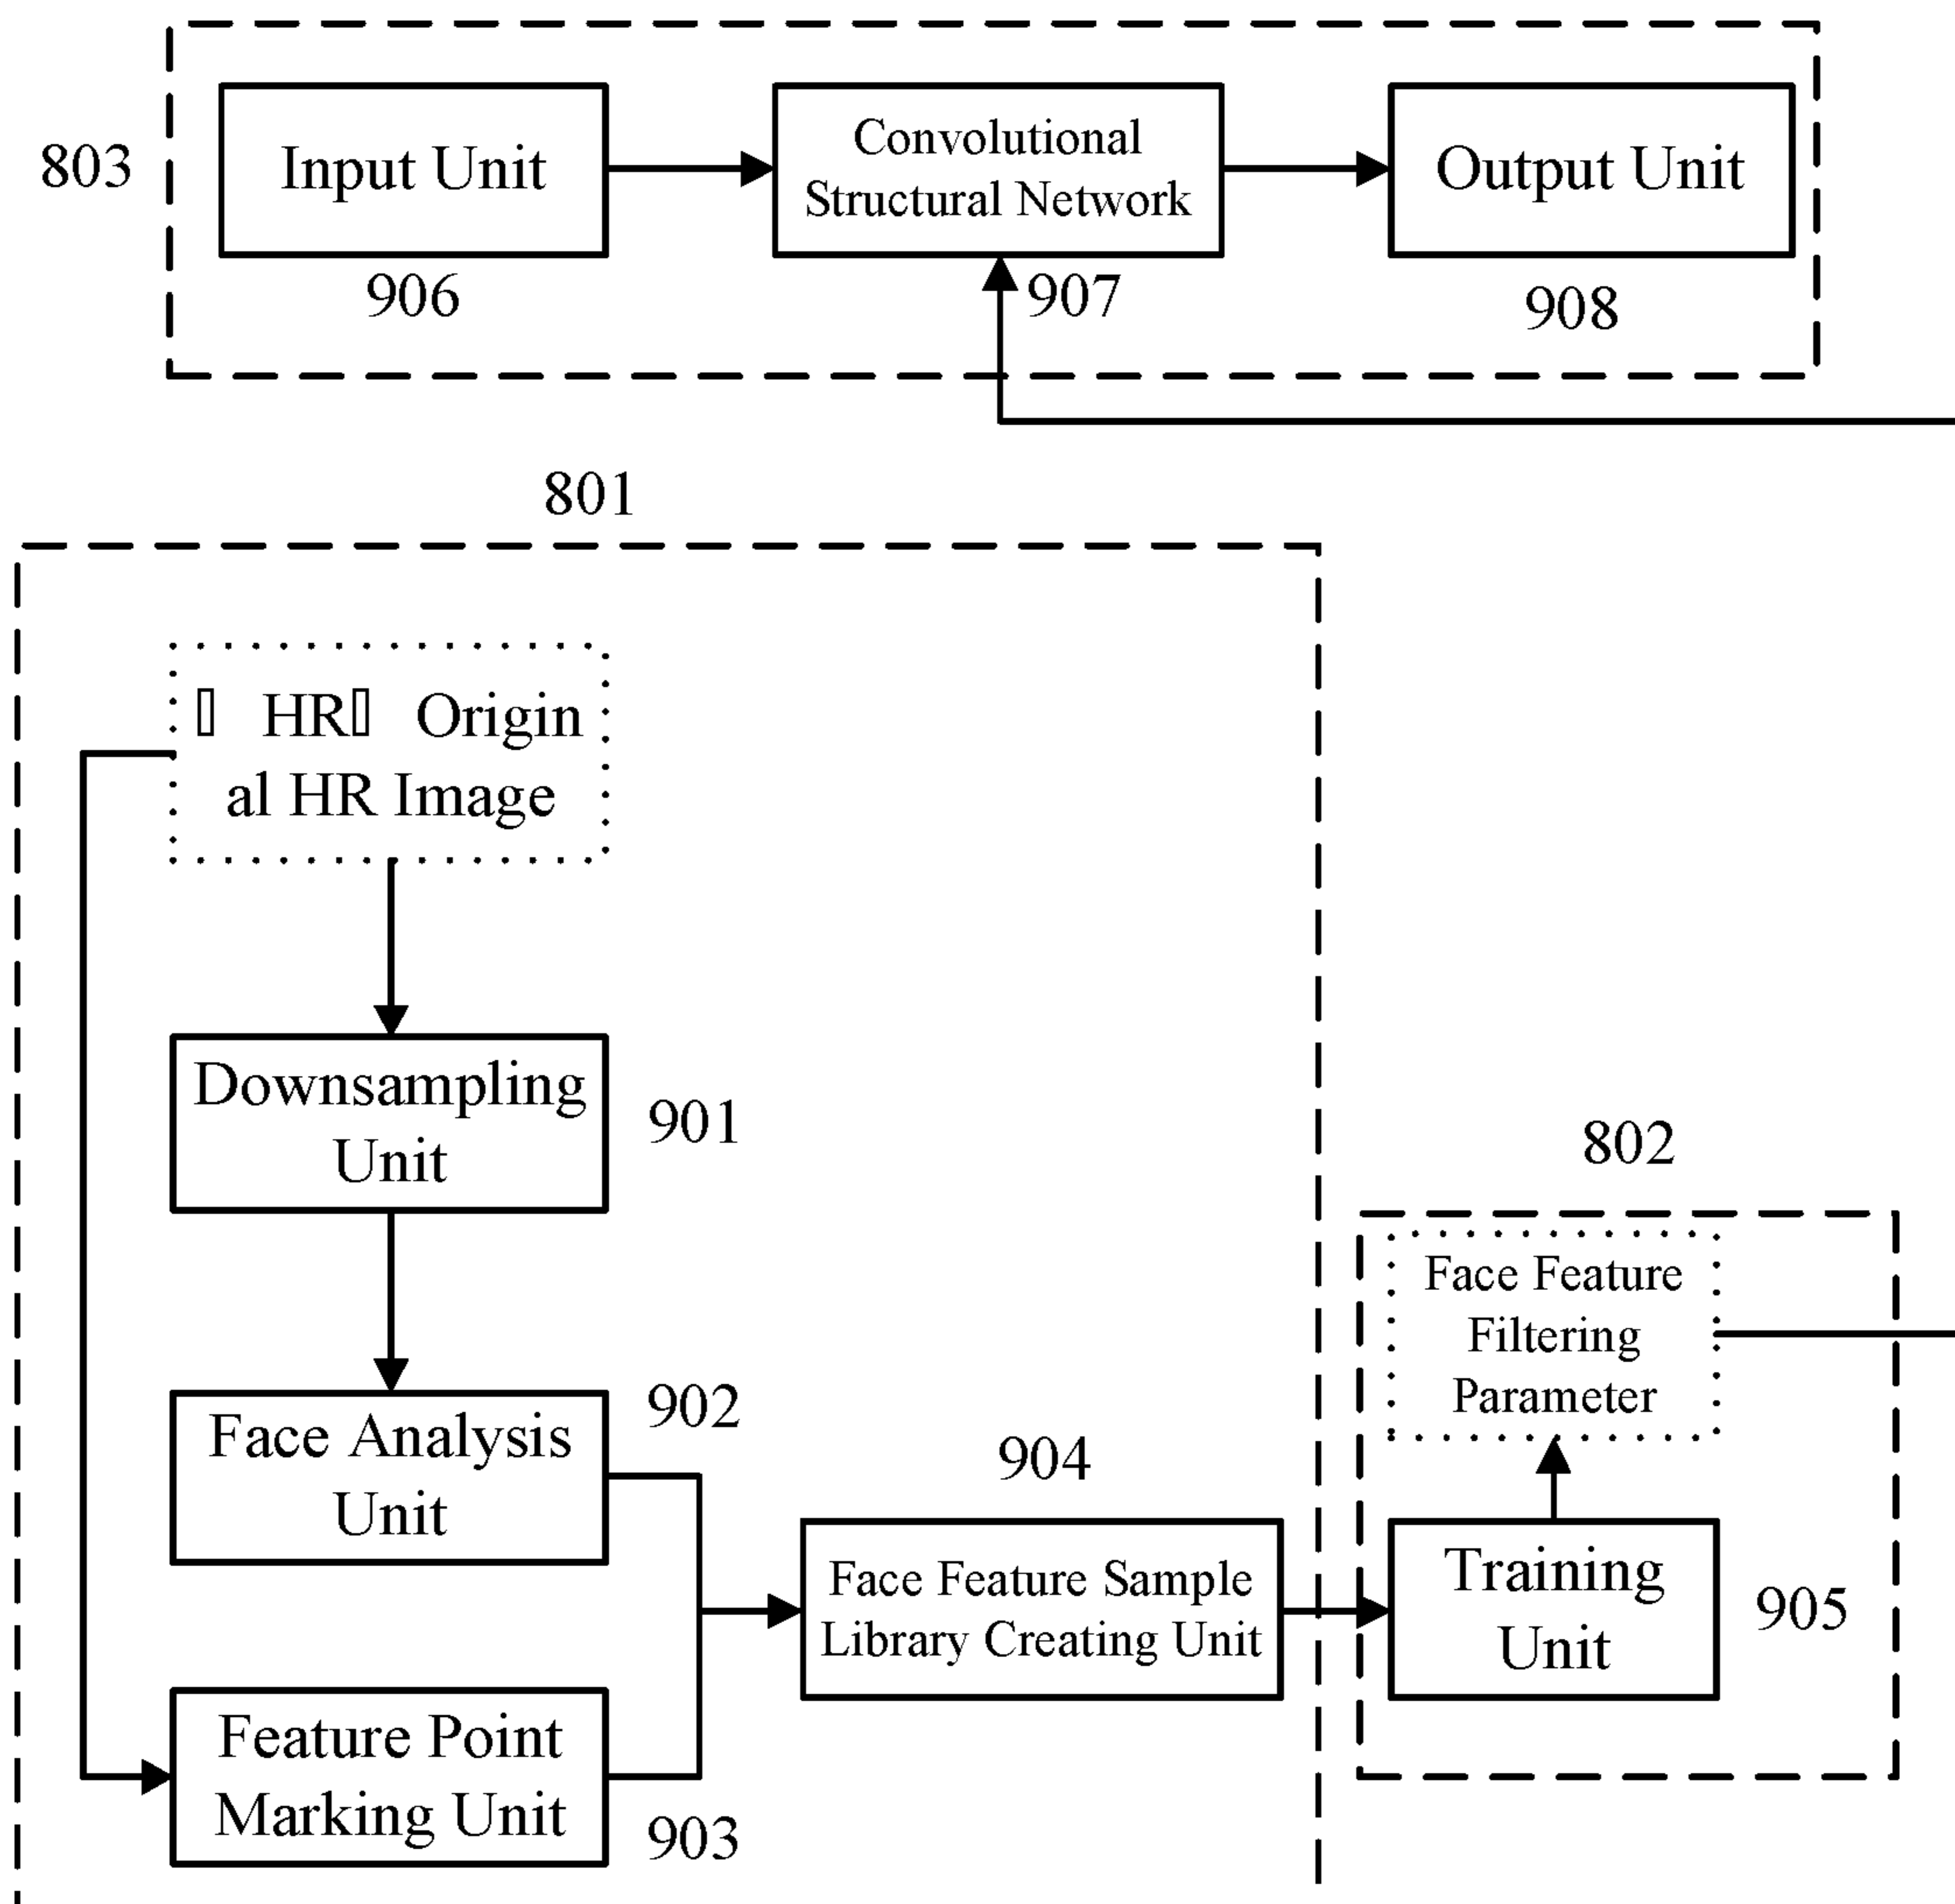 803
Input Unit
906
Convolutional
Structural Network
907
Output Unit
908
801
HR Origin
al HR Image
Downsampling
Unit
901
Face Analysis
Unit
902
Feature Point
Marking Unit
903
904
Face Feature Sample
Library Creating Unit
802
Face Feature
Filtering
Parameter
Training
Unit
905